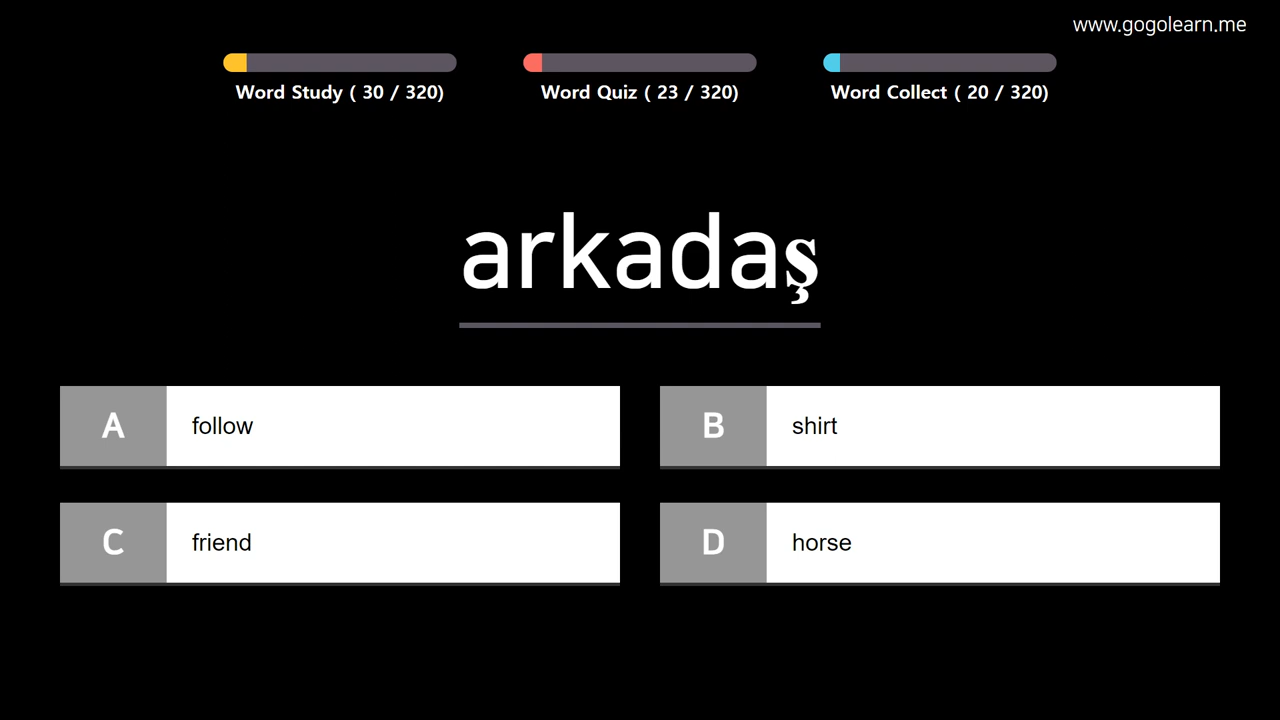 www.gogolearn.me
Word Study ( 30 / 320)
Word Quiz ( 23 / 320)
Word Collect ( 20 / 320)
arkadaş
A follow
B shirt
C friend
D horse